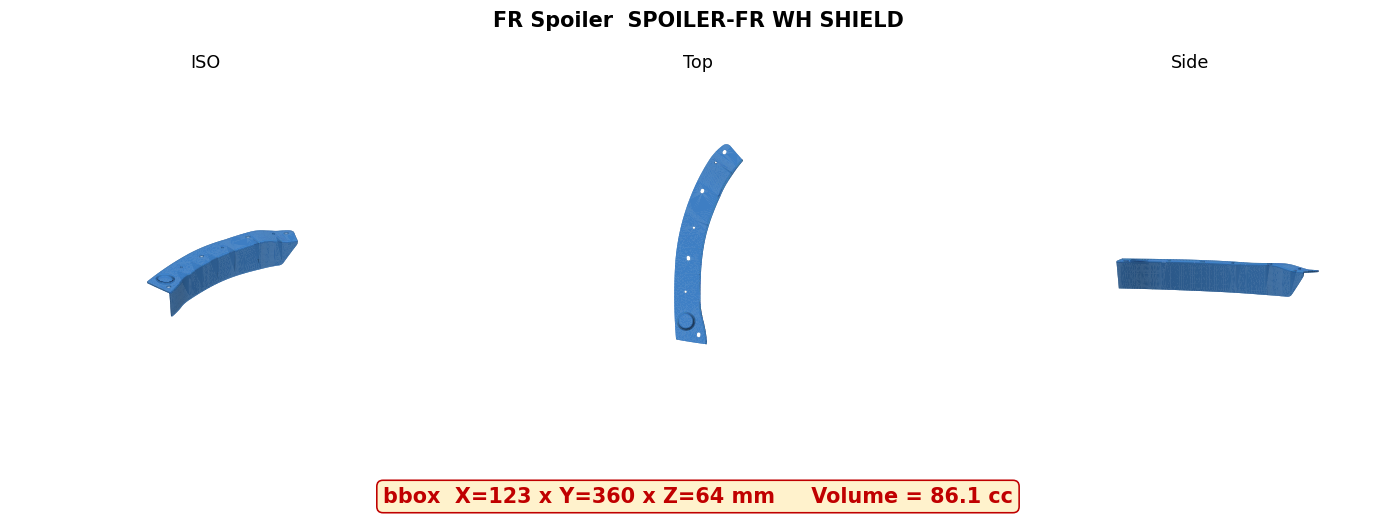 FR Spoiler  SPOILER-FR WH SHIELD
ISO
Top
Side
bbox  X=123 x Y=360 x Z=64 mm     Volume = 86.1 cc